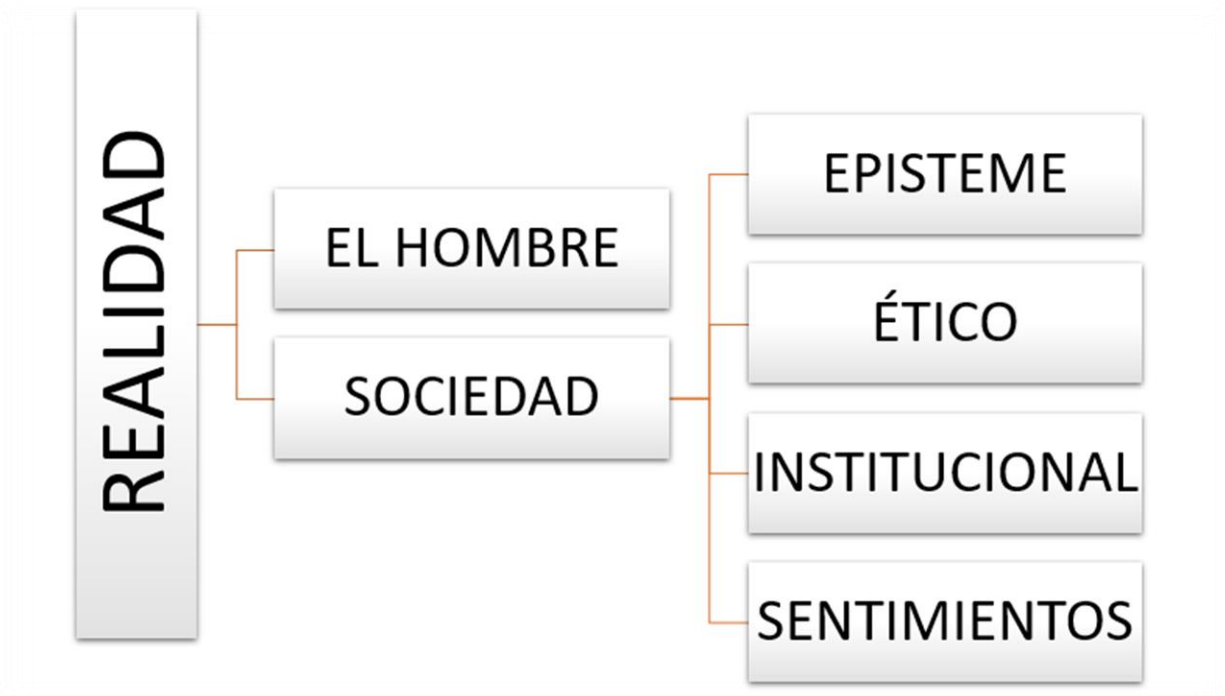 REALIDAD
EL HOMBRE
SOCIEDAD
EPISTEME
ÉTICO
INSTITUCIONAL
SENTIMIENTOS